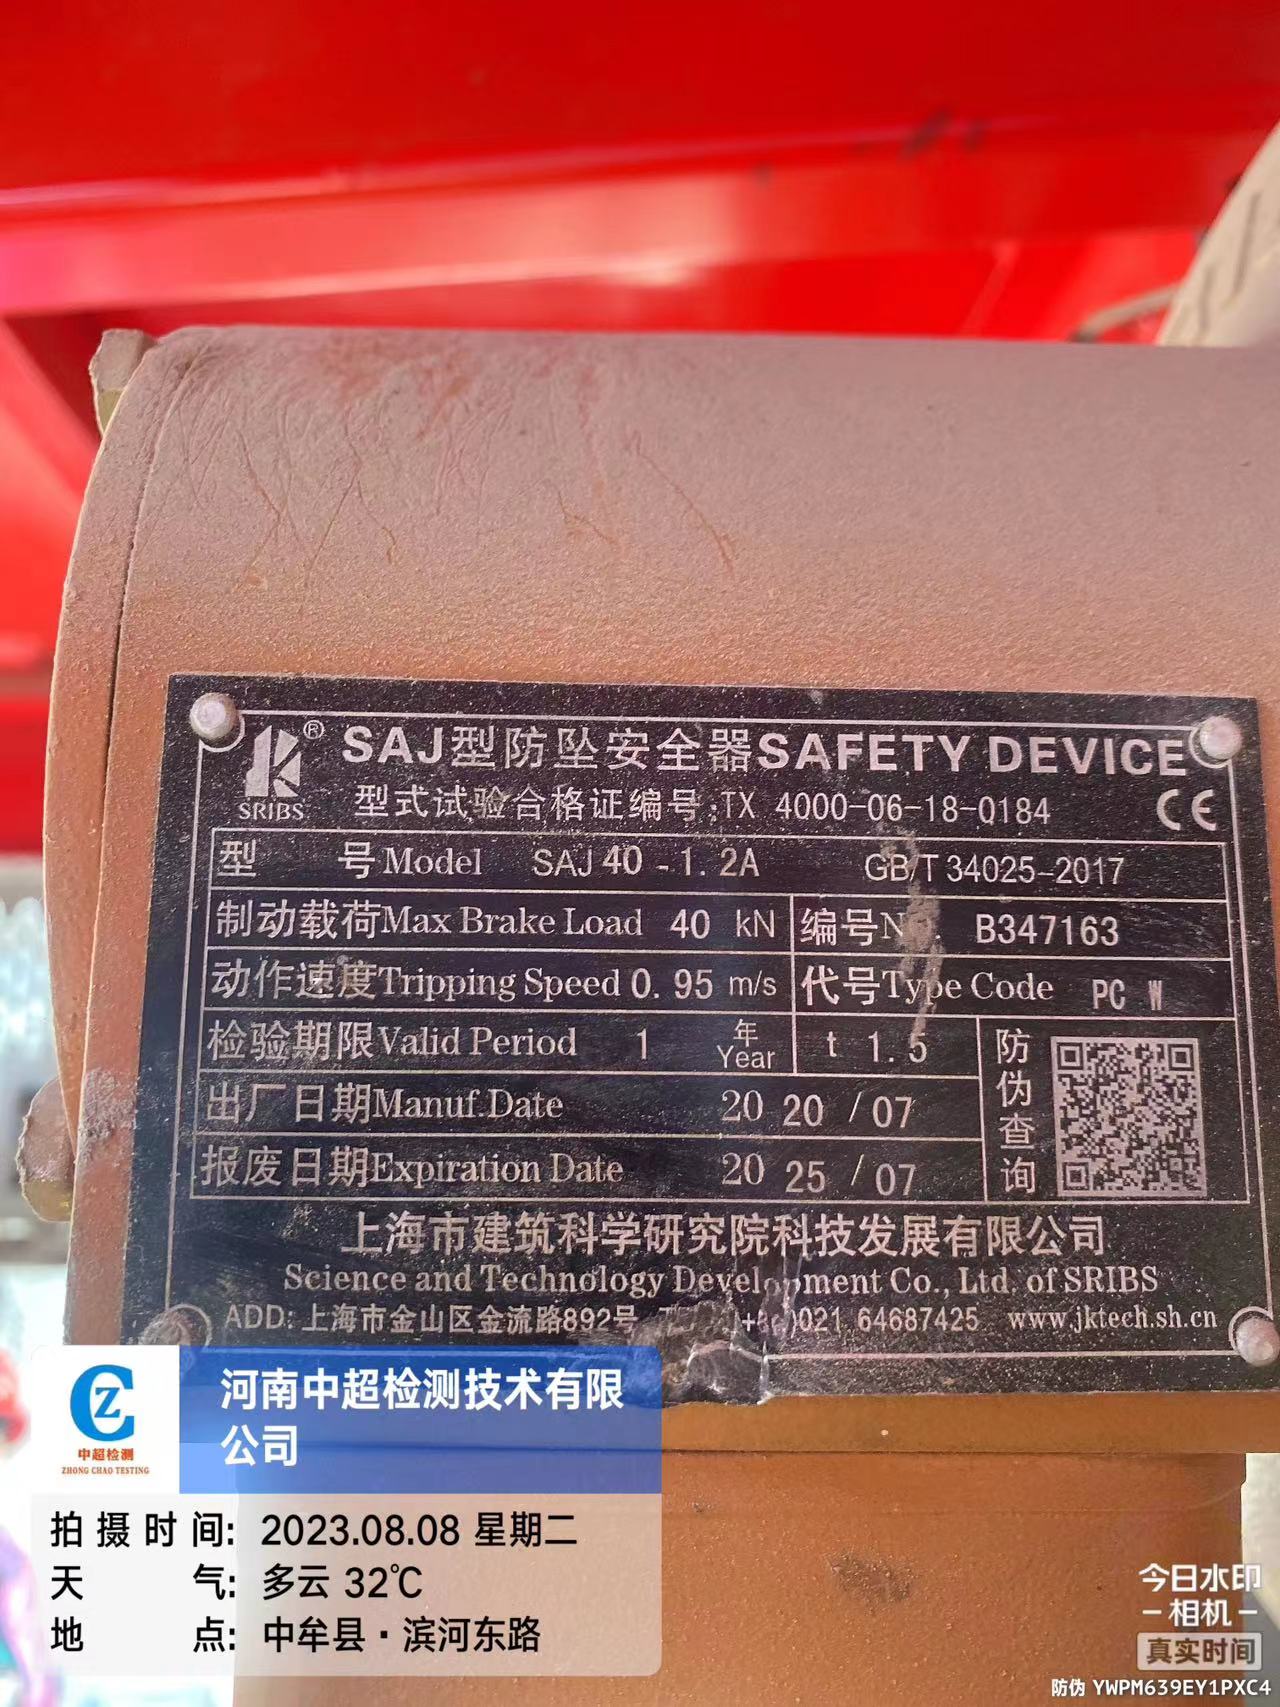 SRIBS ® SAJ型防坠安全器SAFETY DEVICE
型式试验合格证编号:TX 4000-06-18-0184 CE
型 号Model SAJ40-1.2A GB/T 34025-2017
制动载荷Max Brake Load 40 kN 编号N . B347163
动作速度Tripping Speed 0.95 m/s 代号Type Code PC W
检验期限Valid Period 1 年 Year t 1.5
防伪查询
出厂日期Manuf.Date 2020/07
报废日期Expiration Date 2025/07
上海市建筑科学研究院科技发展有限公司
Science and Technology Development Co., Ltd. of SRIBS
ADD: 上海市金山区金流路892号 021 64687425 www.jktech.sh.cn
CZ
中超检测
ZHONG CHAO TESTING
河南中超检测技术有限
公司
拍摄时间: 2023.08.08 星期二
天 气: 多云 32℃
地 点: 中牟县·滨河东路
今日水印
-相机-
真实时间
防伪 YWPM639EY1PXC4